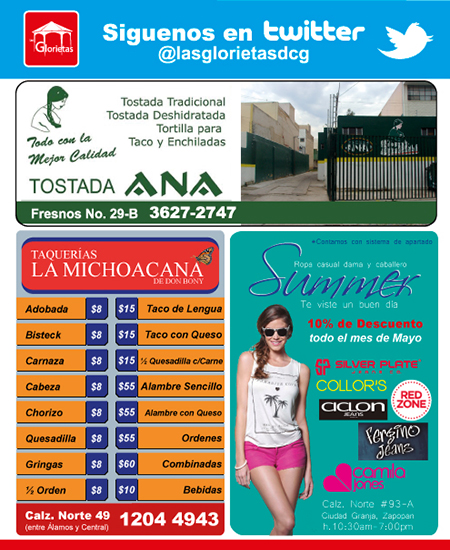 Las
Glorietas
Siguenos en twitter
@lasglorietasdcg
Tostada Tradicional
Tostada Deshidratada
Tortilla para
Taco y Enchiladas
Todo con la
Mejor Calidad
TOSTADA ANA
Fresnos No. 29-B 3627-2747
TAQUERÍAS
LA MICHOACANA
DE DON BONY
Adobada $8 $15 Taco de Lengua
Bisteck $8 $15 Taco con Queso
Carnaza $8 $15 ½ Quesadilla c/Carne
Cabeza $8 $55 Alambre Sencillo
Chorizo $8 $55 Alambre con Queso
Quesadilla $8 $55 Ordenes
Gringas $8 $60 Combinadas
½ Orden $8 $10 Bebidas
Calz. Norte 49 1204 4943
(entre Álamos y Central)
*Contamos con sistema de apartado
Ropa casual dama y caballero
Summer
Te viste un buen día
10% de Descuento
todo el mes de Mayo
SP SILVER PLATE
COLLOR'S
CICLON
JEANS
RED
ZONE
Fergino
Jeans
camila
jones
Calz. Norte #93-A
Ciudad Granja, Zapopan
h.10:30am-7:00pm